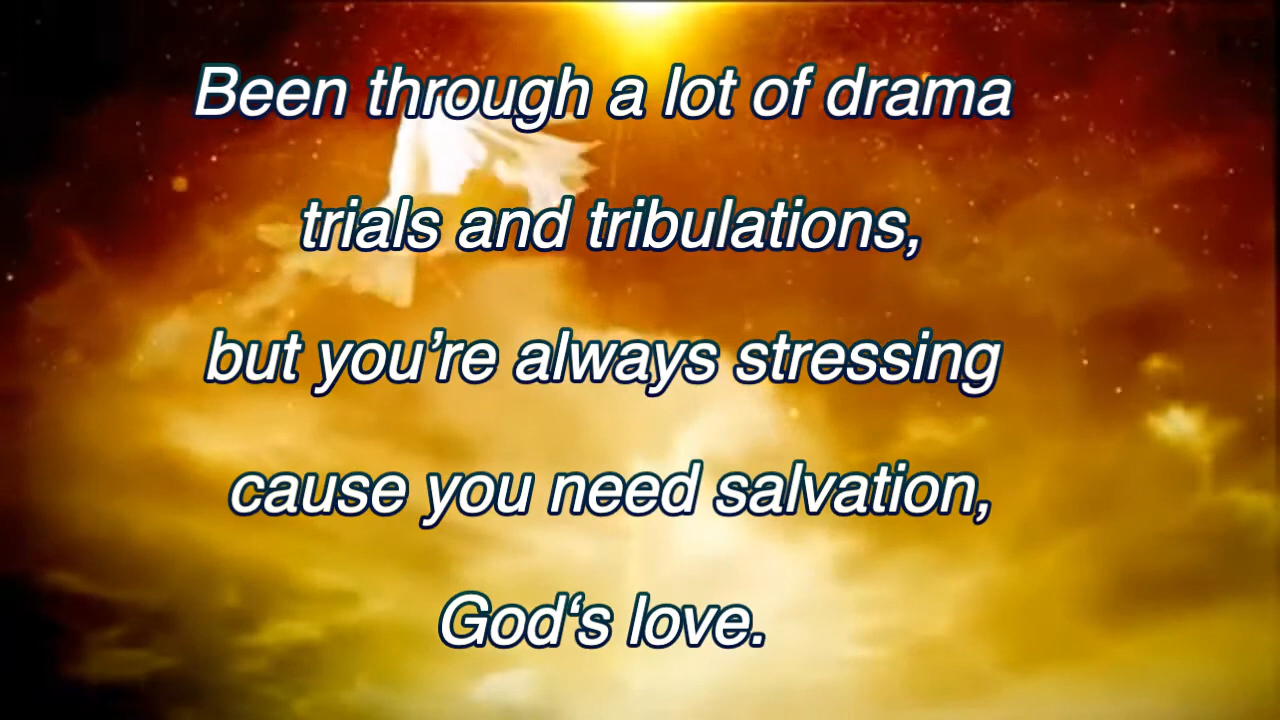 Been through a lot of drama
trials and tribulations,
but you’re always stressing
cause you need salvation,
God‘s love.